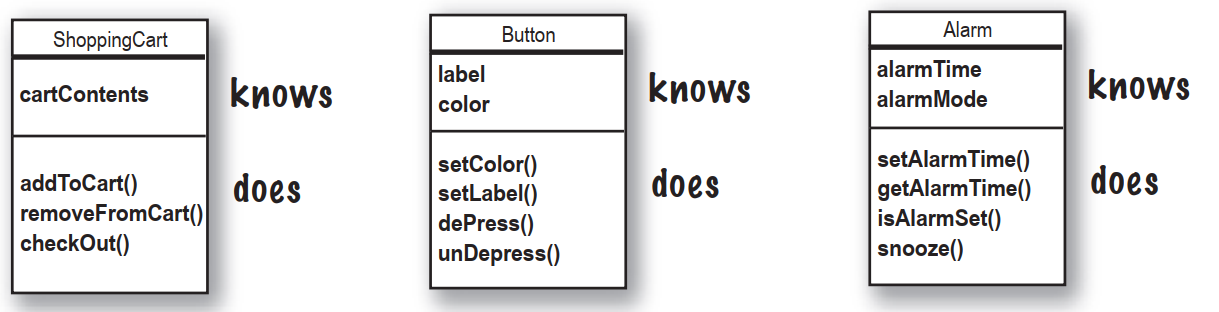 ShoppingCart
cartContents
knows
addToCart()
removeFromCart()
checkOut()
does
Button
label
color
knows
setColor()
setLabel()
dePress()
unDepress()
does
Alarm
alarmTime
alarmMode
knows
setAlarmTime()
getAlarmTime()
isAlarmSet()
snooze()
does